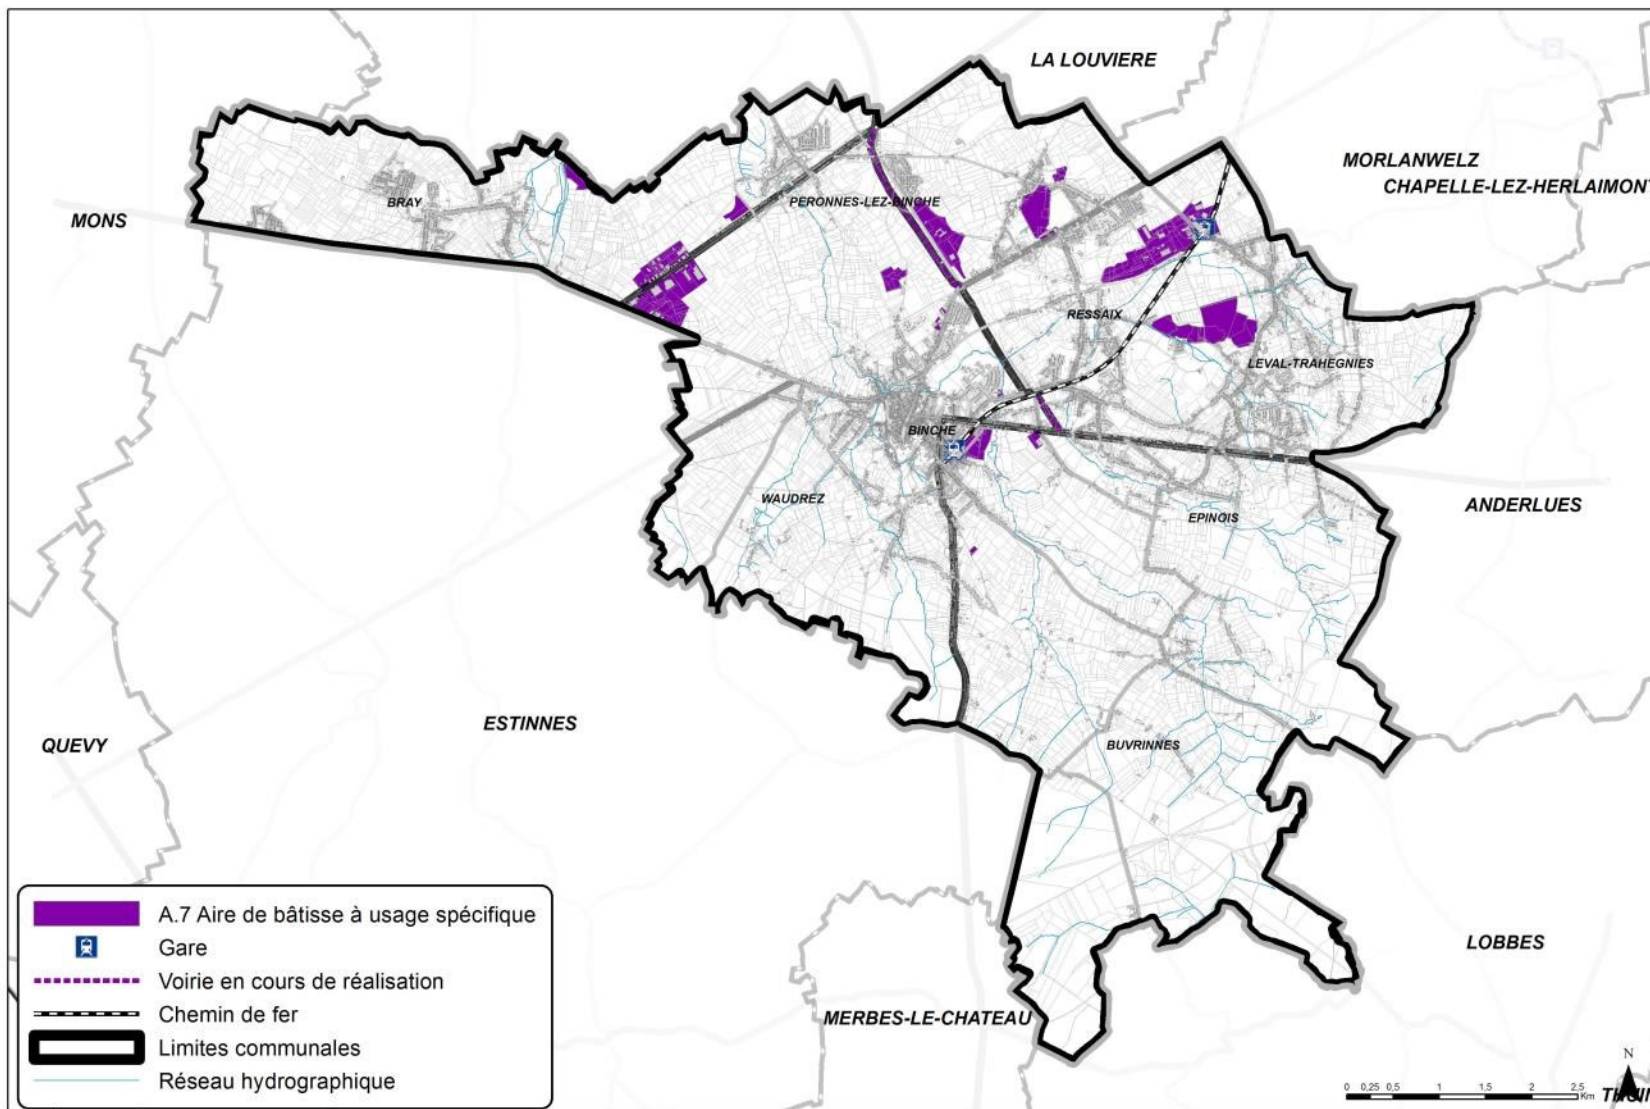 LA LOUVIERE
MORLANWELZ
CHAPELLE-LEZ-HERLAIMONT
MONS
BRAY
PERONNES-LEZ-BINCHE
RESSAIX
LEVAL-TRAHEGNIES
BINCHE
WAUDREZ
EPINOIS
ANDERLUES
ESTINNES
QUEVY
BUVRINNES
LOBBES
MERBES-LE-CHATEAU
A.7 Aire de bâtisse à usage spécifique
Gare
Voirie en cours de réalisation
Chemin de fer
Limites communales
Réseau hydrographique
N
0 0,25 0,5 1 1,5 2 2,5
Km
THUIN